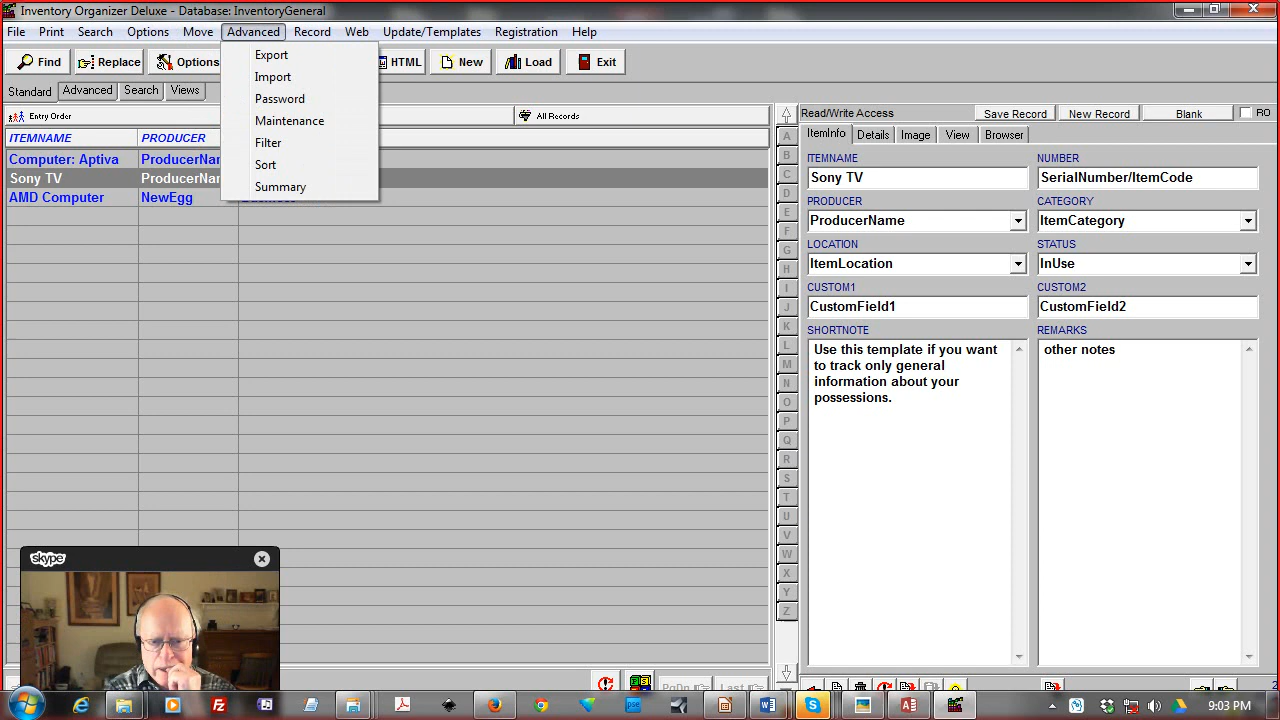 Inventory Organizer Deluxe - Database: InventoryGeneral
File Print Search Options Move Advanced Record Web Update/Templates Registration Help
Find Replace Options HTML New Load Exit
Export
Import
Password
Maintenance
Filter
Sort
Summary
Standard Advanced Search Views
Entry Order All Records
ITEMNAME PRODUCER
Computer: Aptiva ProducerNam
Sony TV ProducerNam
AMD Computer NewEgg
A
B
C
D
E
F
G
H
I
J
K
L
M
N
O
P
Q
R
S
T
U
V
W
X
Y
Z
Read/Write Access Save Record New Record Blank RO
ItemInfo Details Image View Browser
ITEMNAME NUMBER
Sony TV SerialNumber/ItemCode
PRODUCER CATEGORY
ProducerName ItemCategory
LOCATION STATUS
ItemLocation InUse
CUSTOM1 CUSTOM2
CustomField1 CustomField2
SHORTNOTE REMARKS
Use this template if you want other notes
to track only general
information about your
possessions.
skype
PgDn Last
9:03 PM